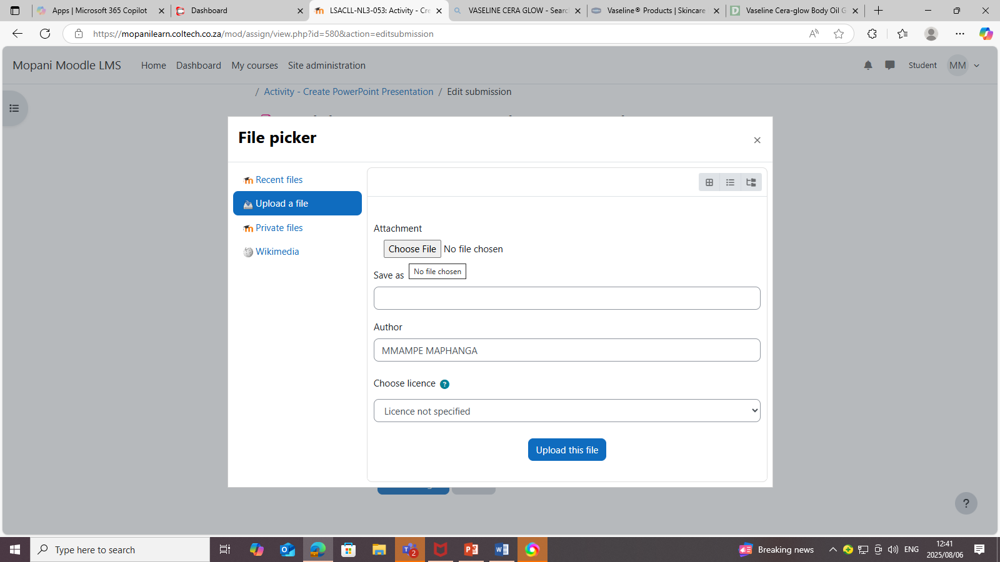 Apps | Microsoft 365 Copilot
Dashboard
LSACLL-NL3-053: Activity - Cre
VASELINE CERA GLOW - Searc
Vaseline® Products | Skincare
Vaseline Cera-glow Body Oil G
https://mopanilearn.coltech.co.za/mod/assign/view.php?id=580&action=editsubmission
Mopani Moodle LMS
Home
Dashboard
My courses
Site administration
Student
MM
/ Activity - Create PowerPoint Presentation / Edit submission
File picker
Recent files
Upload a file
Private files
Wikimedia
Attachment
Choose File No file chosen
No file chosen
Save as
Author
MMAMPE MAPHANGA
Choose licence
Licence not specified
Upload this file
Type here to search
2
Breaking news
ENG
12:41
2025/08/06